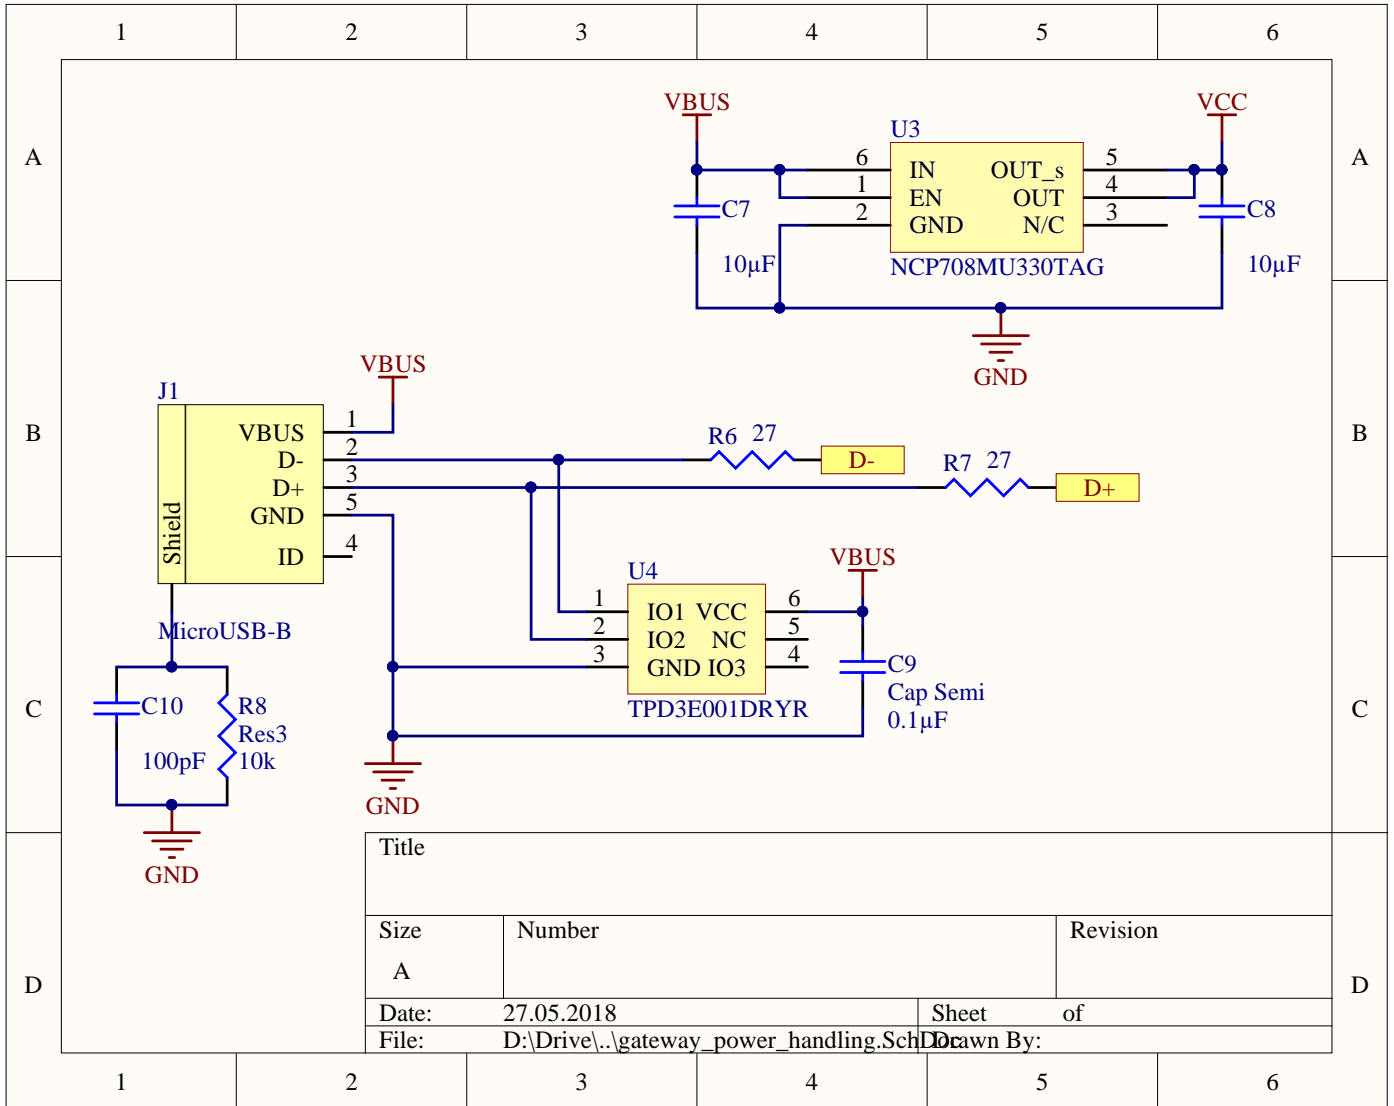 1 2 3 4 5 6
A A
VBUS VCC
U3
6 IN OUT_s 5
1 EN OUT 4
2 GND N/C 3
C7 C8
10µF NCP708MU330TAG 10µF
GND
B B
VBUS
J1
VBUS 1
D- 2
D+ 3
GND 5
ID 4
Shield
MicroUSB-B
R6 27 D-
R7 27 D+
VBUS
U4
1 IO1 VCC 6
2 IO2 NC 5
3 GND IO3 4
TPD3E001DRYR
C9
Cap Semi
0.1µF
C C
C10
100pF
R8
Res3
10k
GND
GND
D D
Title
Size Number Revision
A
Date: 27.05.2018 Sheet of
File: D:\Drive\..\gateway_power_handling.SchDoc Drawn By:
1 2 3 4 5 6